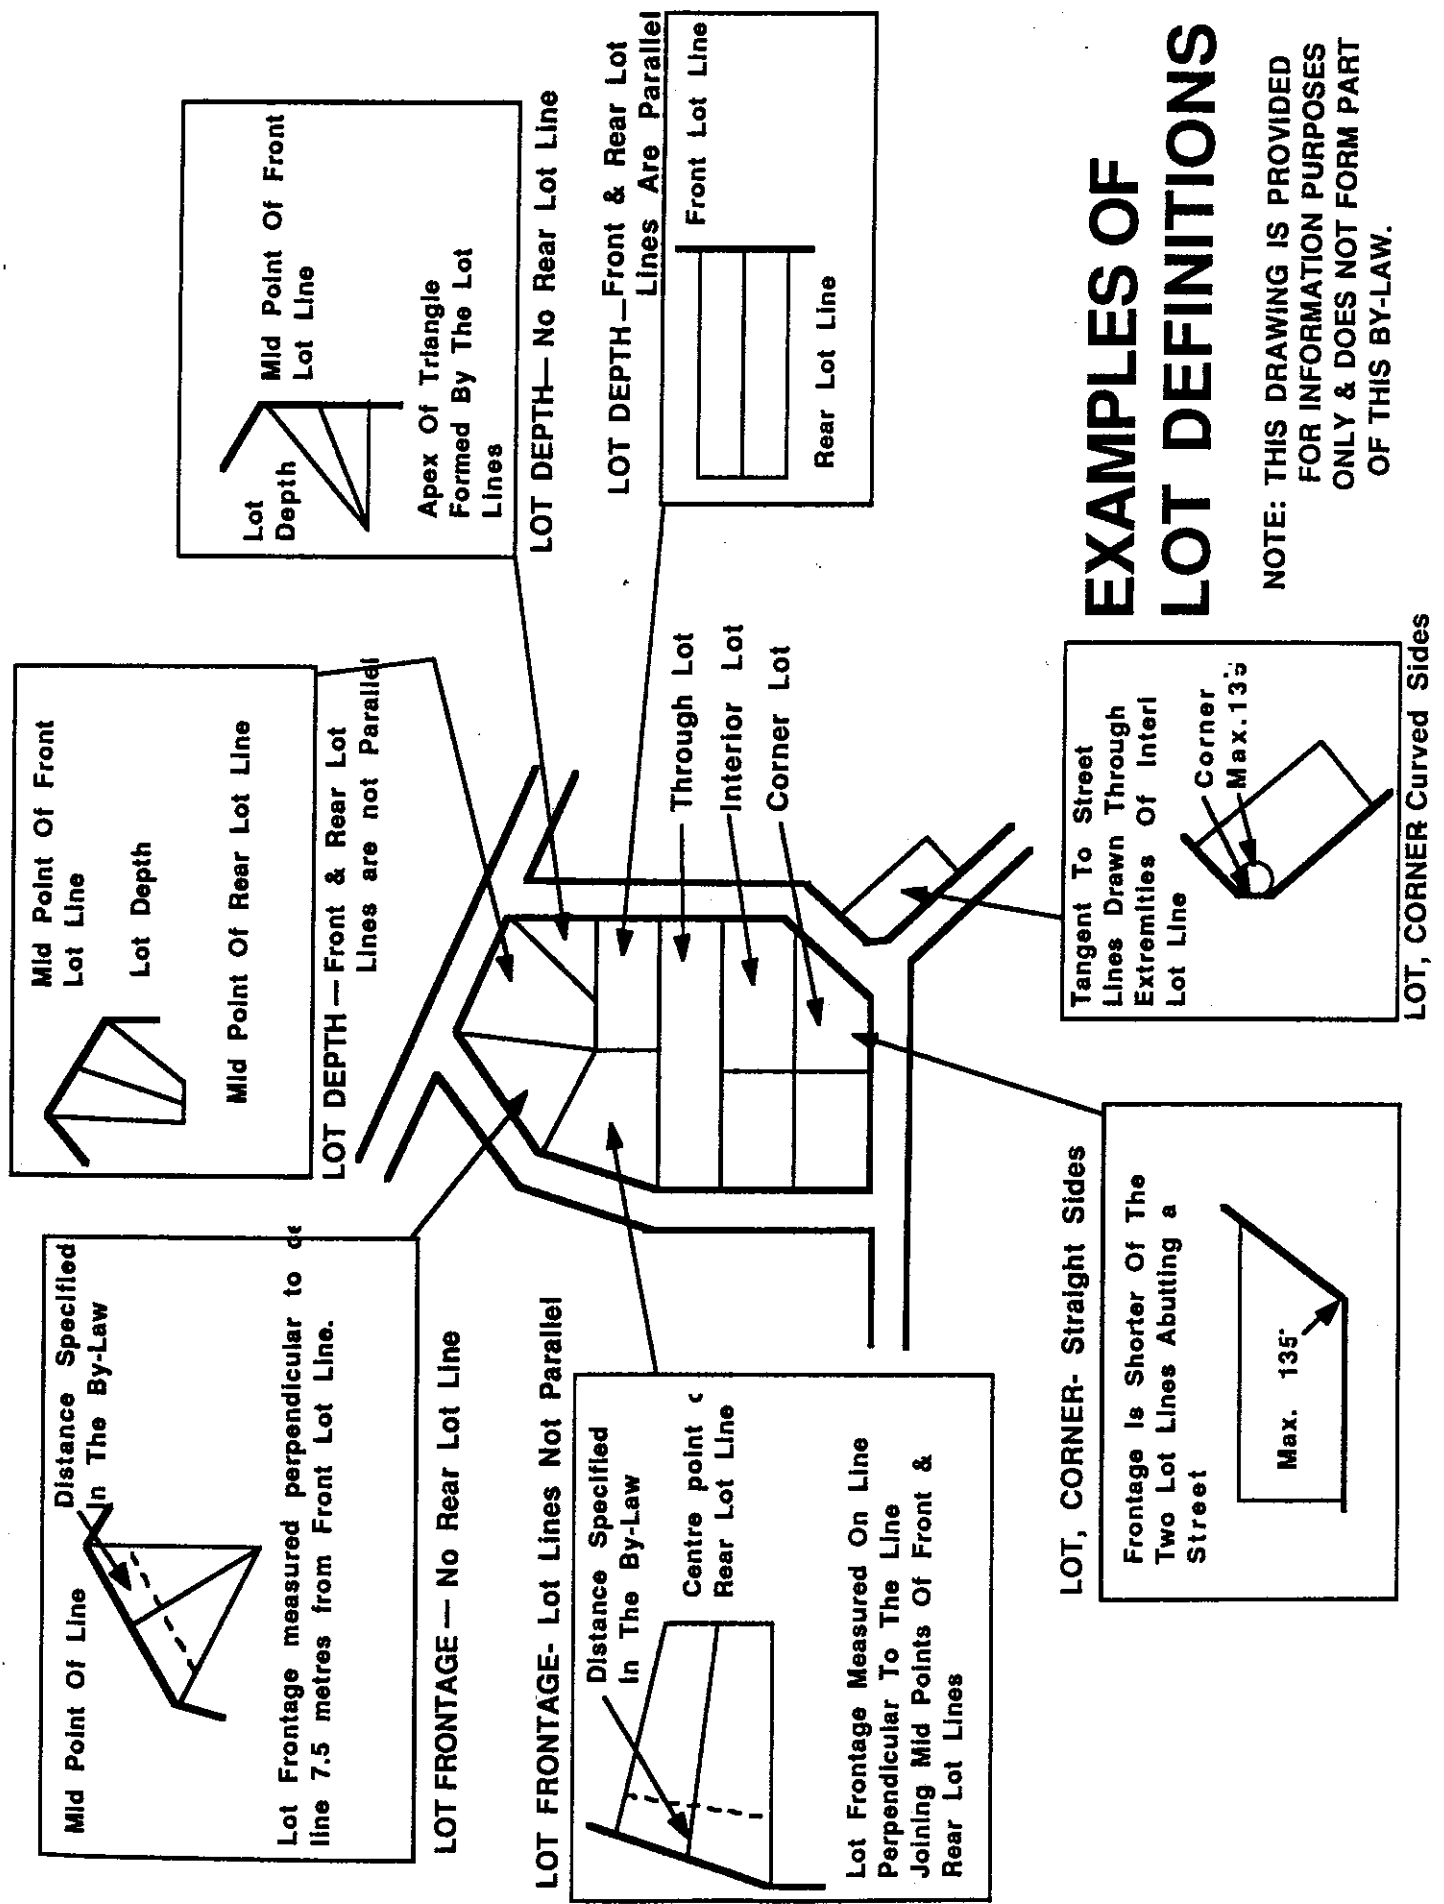 Mid Point Of Line
Distance Specified
In The By-Law
Lot Frontage measured perpendicular to
line 7.5 metres from Front Lot Line.
LOT FRONTAGE — No Rear Lot Line
Mid Point Of Front
Lot Line
Lot Depth
Mid Point Of Rear Lot Line
LOT DEPTH — Front & Rear Lot
Lines are not Parallel
Lot
Depth
Mid Point Of Front
Lot Line
Apex Of Triangle
Formed By The Lot
Lines
LOT DEPTH — No Rear Lot Line
LOT DEPTH — Front & Rear Lot
Lines Are Parallel
Front Lot Line
Rear Lot Line
LOT FRONTAGE- Lot Lines Not Parallel
Distance Specified
In The By-Law
Centre point
Rear Lot Line
Lot Frontage Measured On Line
Perpendicular To The Line
Joining Mid Points Of Front &
Rear Lot Lines
Through Lot
Interior Lot
Corner Lot
LOT, CORNER- Straight Sides
Frontage Is Shorter Of The
Two Lot Lines Abutting a
Street
Max. 135°
Tangent To Street
Lines Drawn Through
Extremities Of Interi
Lot Line
Corner
Max. 135
LOT, CORNER Curved Sides
EXAMPLES OF
LOT DEFINITIONS
NOTE: THIS DRAWING IS PROVIDED
FOR INFORMATION PURPOSES
ONLY & DOES NOT FORM PART
OF THIS BY-LAW.